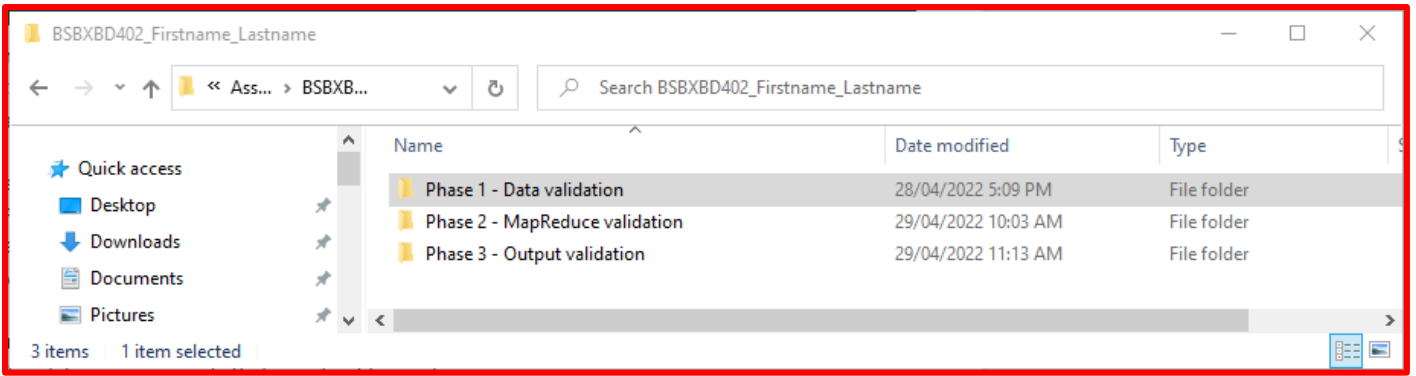 BSBXBD402_Firstname_Lastname
« Ass... › BSBXB... Search BSBXBD402_Firstname_Lastname
Name Date modified Type
Quick access
Desktop
Downloads
Documents
Pictures
Phase 1 - Data validation 28/04/2022 5:09 PM File folder
Phase 2 - MapReduce validation 29/04/2022 10:03 AM File folder
Phase 3 - Output validation 29/04/2022 11:13 AM File folder
3 items 1 item selected